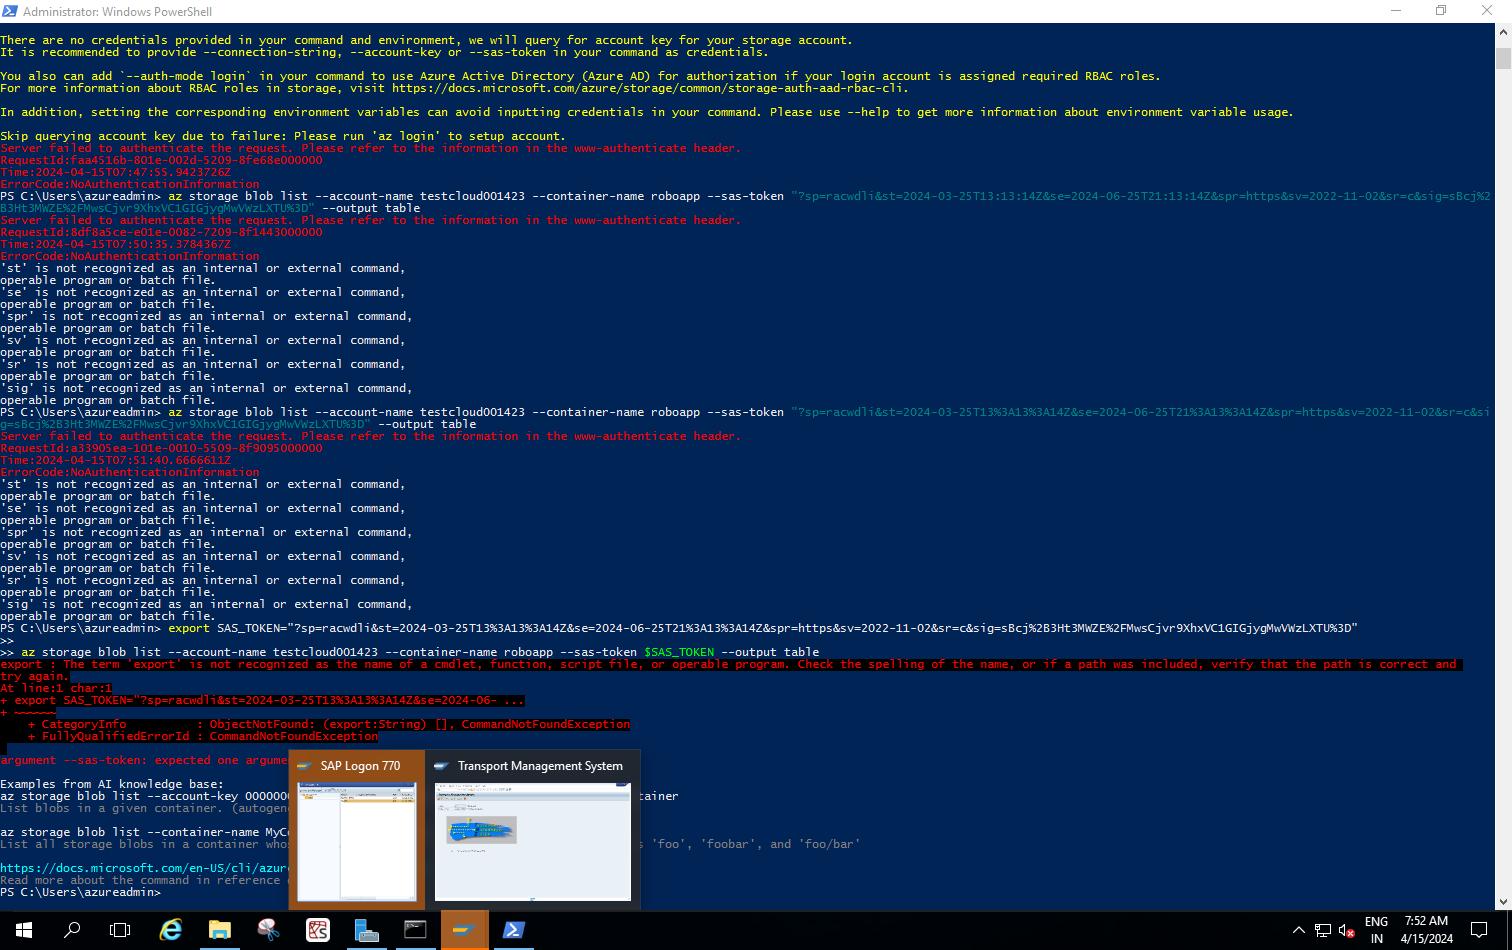 Administrator: Windows PowerShell
There are no credentials provided in your command and environment, we will query for account key for your storage account.
It is recommended to provide --connection-string, --account-key or --sas-token in your command as credentials.
You also can add `--auth-mode login` in your command to use Azure Active Directory (Azure AD) for authorization if your login account is assigned required RBAC roles.
For more information about RBAC roles in storage, visit https://docs.microsoft.com/azure/storage/common/storage-auth-aad-rbac-cli.
In addition, setting the corresponding environment variables can avoid inputting credentials in your command. Please use --help to get more information about environment variable usage.
Skip querying account key due to failure: Please run 'az login' to setup account.
Server failed to authenticate the request. Please refer to the information in the www-authenticate header.
RequestId:faa4516b-801e-002d-5209-8fe68e000000
Time:2024-04-15T07:47:55.9423726Z
ErrorCode:NoAuthenticationInformation
PS C:\Users\azureadmin> az storage blob list --account-name testcloud001423 --container-name roboapp --sas-token "?sp=racwdli&st=2024-03-25T13:13:14Z&se=2024-06-25T21:13:14Z&spr=https&sv=2022-11-02&sr=c&sig=sBcj%2
B3Ht3MWZE%2FMwsCjvr9XhxVC1GIGjygMwVWzLXTU%3D" --output table
Server failed to authenticate the request. Please refer to the information in the www-authenticate header.
RequestId:8df8a5ce-e01e-0082-7209-8f1443000000
Time:2024-04-15T07:50:35.3784367Z
ErrorCode:NoAuthenticationInformation
'st' is not recognized as an internal or external command,
operable program or batch file.
'se' is not recognized as an internal or external command,
operable program or batch file.
'spr' is not recognized as an internal or external command,
operable program or batch file.
'sv' is not recognized as an internal or external command,
operable program or batch file.
'sr' is not recognized as an internal or external command,
operable program or batch file.
'sig' is not recognized as an internal or external command,
operable program or batch file.
PS C:\Users\azureadmin> az storage blob list --account-name testcloud001423 --container-name roboapp --sas-token "?sp=racwdli&st=2024-03-25T13%3A13%3A14Z&se=2024-06-25T21%3A13%3A14Z&spr=https&sv=2022-11-02&sr=c&si
g=sBcj%2B3Ht3MWZE%2FMwsCjvr9XhxVC1GIGjygMwVWzLXTU%3D" --output table
Server failed to authenticate the request. Please refer to the information in the www-authenticate header.
RequestId:a33905ea-101e-0010-5509-8f9095000000
Time:2024-04-15T07:51:40.6666611Z
ErrorCode:NoAuthenticationInformation
'st' is not recognized as an internal or external command,
operable program or batch file.
'se' is not recognized as an internal or external command,
operable program or batch file.
'spr' is not recognized as an internal or external command,
operable program or batch file.
'sv' is not recognized as an internal or external command,
operable program or batch file.
'sr' is not recognized as an internal or external command,
operable program or batch file.
'sig' is not recognized as an internal or external command,
operable program or batch file.
PS C:\Users\azureadmin> export SAS_TOKEN="?sp=racwdli&st=2024-03-25T13%3A13%3A14Z&se=2024-06-25T21%3A13%3A14Z&spr=https&sv=2022-11-02&sr=c&sig=sBcj%2B3Ht3MWZE%2FMwsCjvr9XhxVC1GIGjygMwVWzLXTU%3D"
>>
>> az storage blob list --account-name testcloud001423 --container-name roboapp --sas-token $SAS_TOKEN --output table
export : The term 'export' is not recognized as the name of a cmdlet, function, script file, or operable program. Check the spelling of the name, or if a path was included, verify that the path is correct and
try again.
At line:1 char:1
+ export SAS_TOKEN="?sp=racwdli&st=2024-03-25T13%3A13%3A14Z&se=2024-06- ...
+ ~~~~~~
+ CategoryInfo : ObjectNotFound: (export:String) [], CommandNotFoundException
+ FullyQualifiedErrorId : CommandNotFoundException
argument --sas-token: expected one argume
SAP Logon 770
Transport Management System
Examples from AI knowledge base:
az storage blob list --account-key 0000000 tainer
List blobs in a given container. (autogen
az storage blob list --container-name MyCo
List all storage blobs in a container whos s 'foo', 'foobar', and 'foo/bar'
https://docs.microsoft.com/en-US/cli/azure
Read more about the command in reference
PS C:\Users\azureadmin>
ENG
IN
7:52 AM
4/15/2024